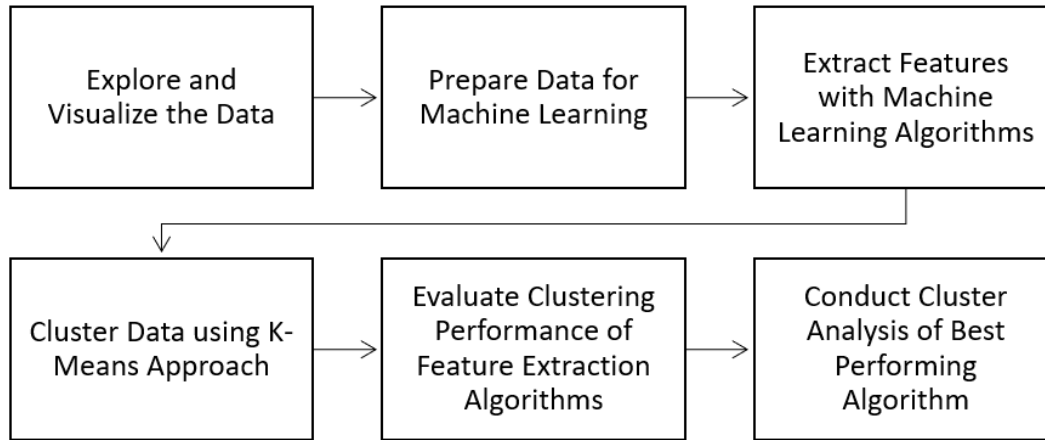 Explore and
Visualize the Data
Prepare Data for
Machine Learning
Extract Features
with Machine
Learning Algorithms
Cluster Data using K-
Means Approach
Evaluate Clustering
Performance of
Feature Extraction
Algorithms
Conduct Cluster
Analysis of Best
Performing
Algorithm